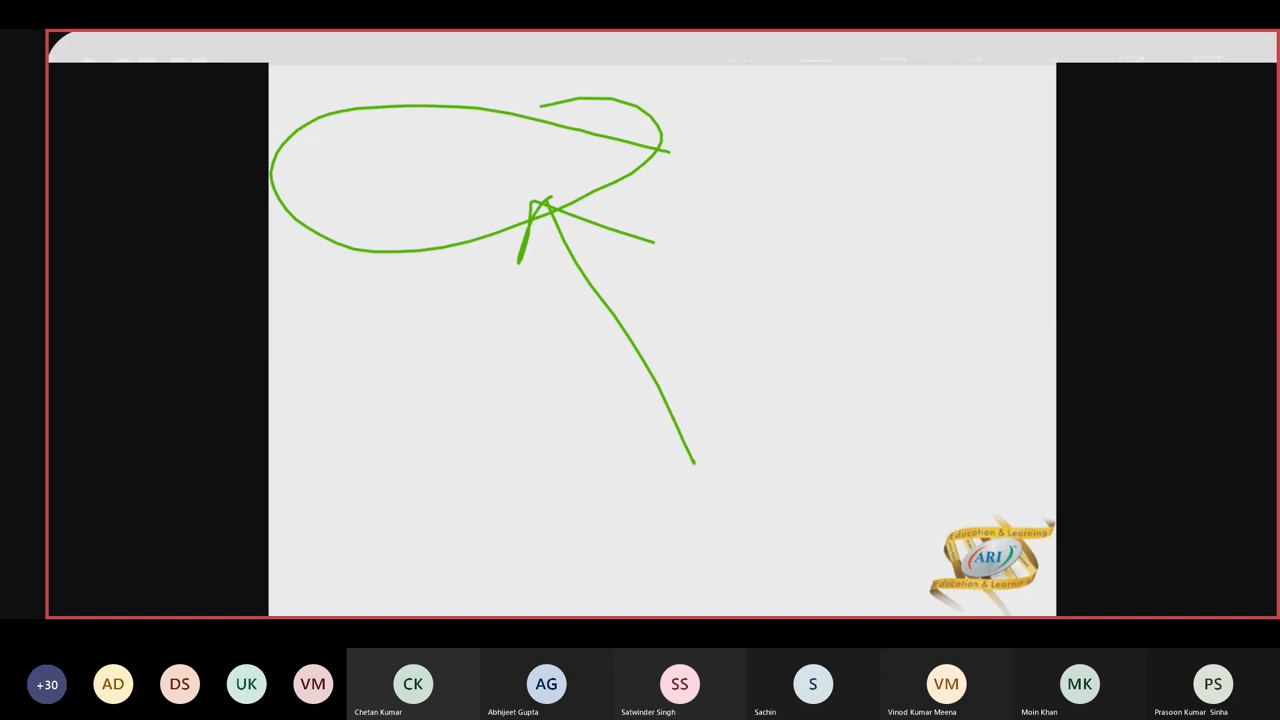 Education & Learning
ARI
Education & Learning
+30
AD
DS
UK
VM
CK
AG
SS
S
VM
MK
PS
Chetan Kumar
Abhijeet Gupta
Satwinder Singh
Sachin
Vinod Kumar Meena
Moin Khan
Prasoon Kumar Sinha